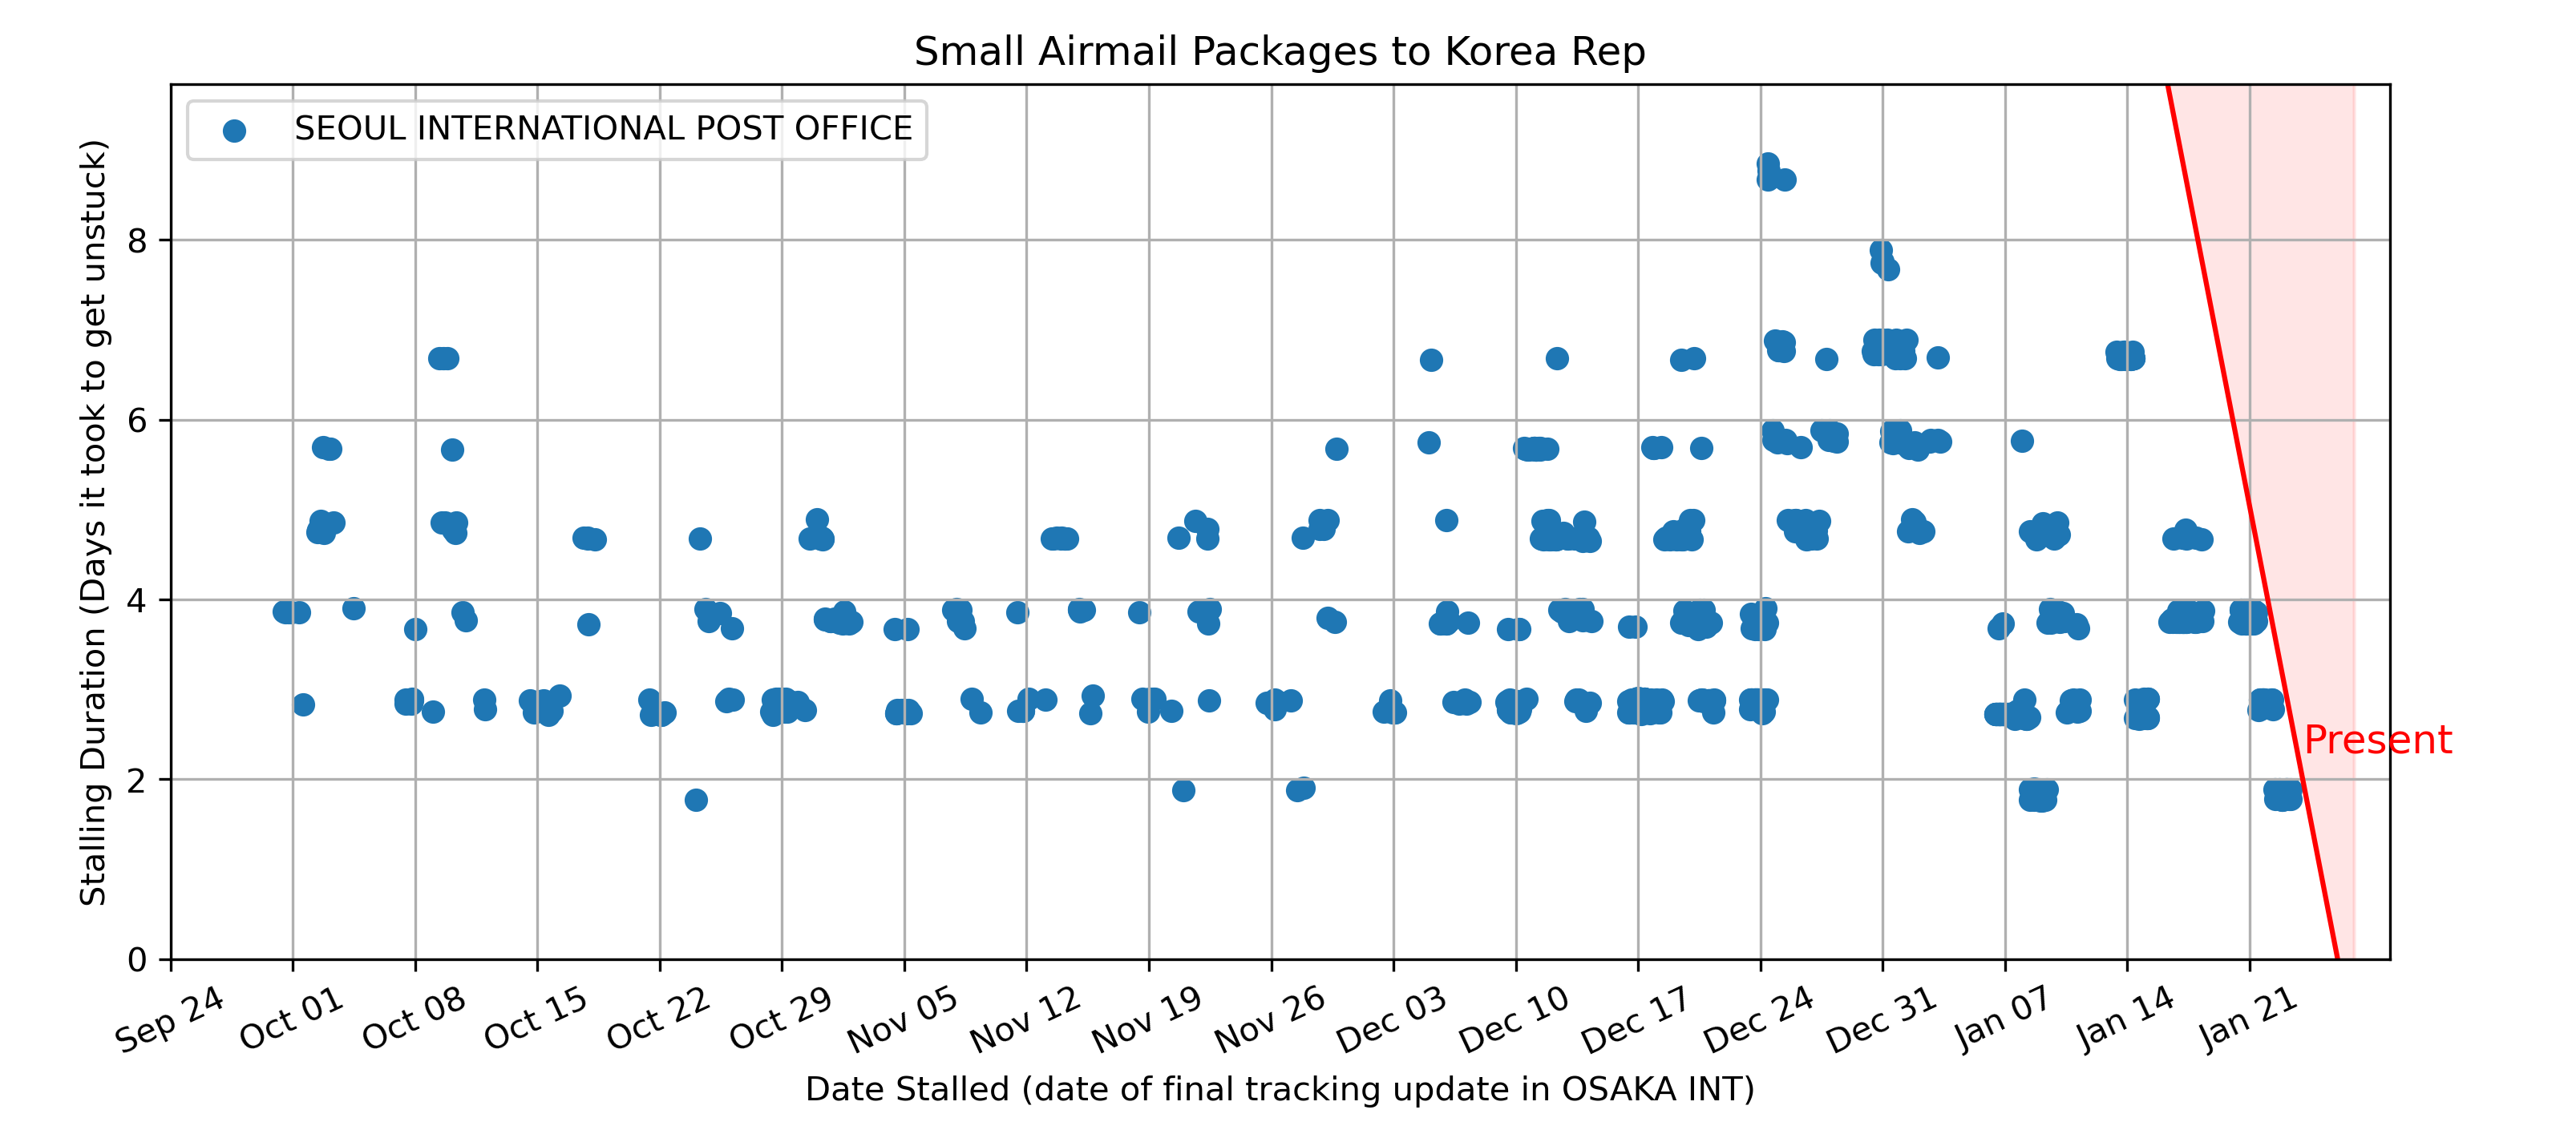 Small Airmail Packages to Korea Rep
SEOUL INTERNATIONAL POST OFFICE
Stalling Duration (Days it took to get unstuck)
8
6
4
2
0
Present
Sep 24
Oct 01
Oct 08
Oct 15
Oct 22
Oct 29
Nov 05
Nov 12
Nov 19
Nov 26
Dec 03
Dec 10
Dec 17
Dec 24
Dec 31
Jan 07
Jan 14
Jan 21
Date Stalled (date of final tracking update in OSAKA INT)